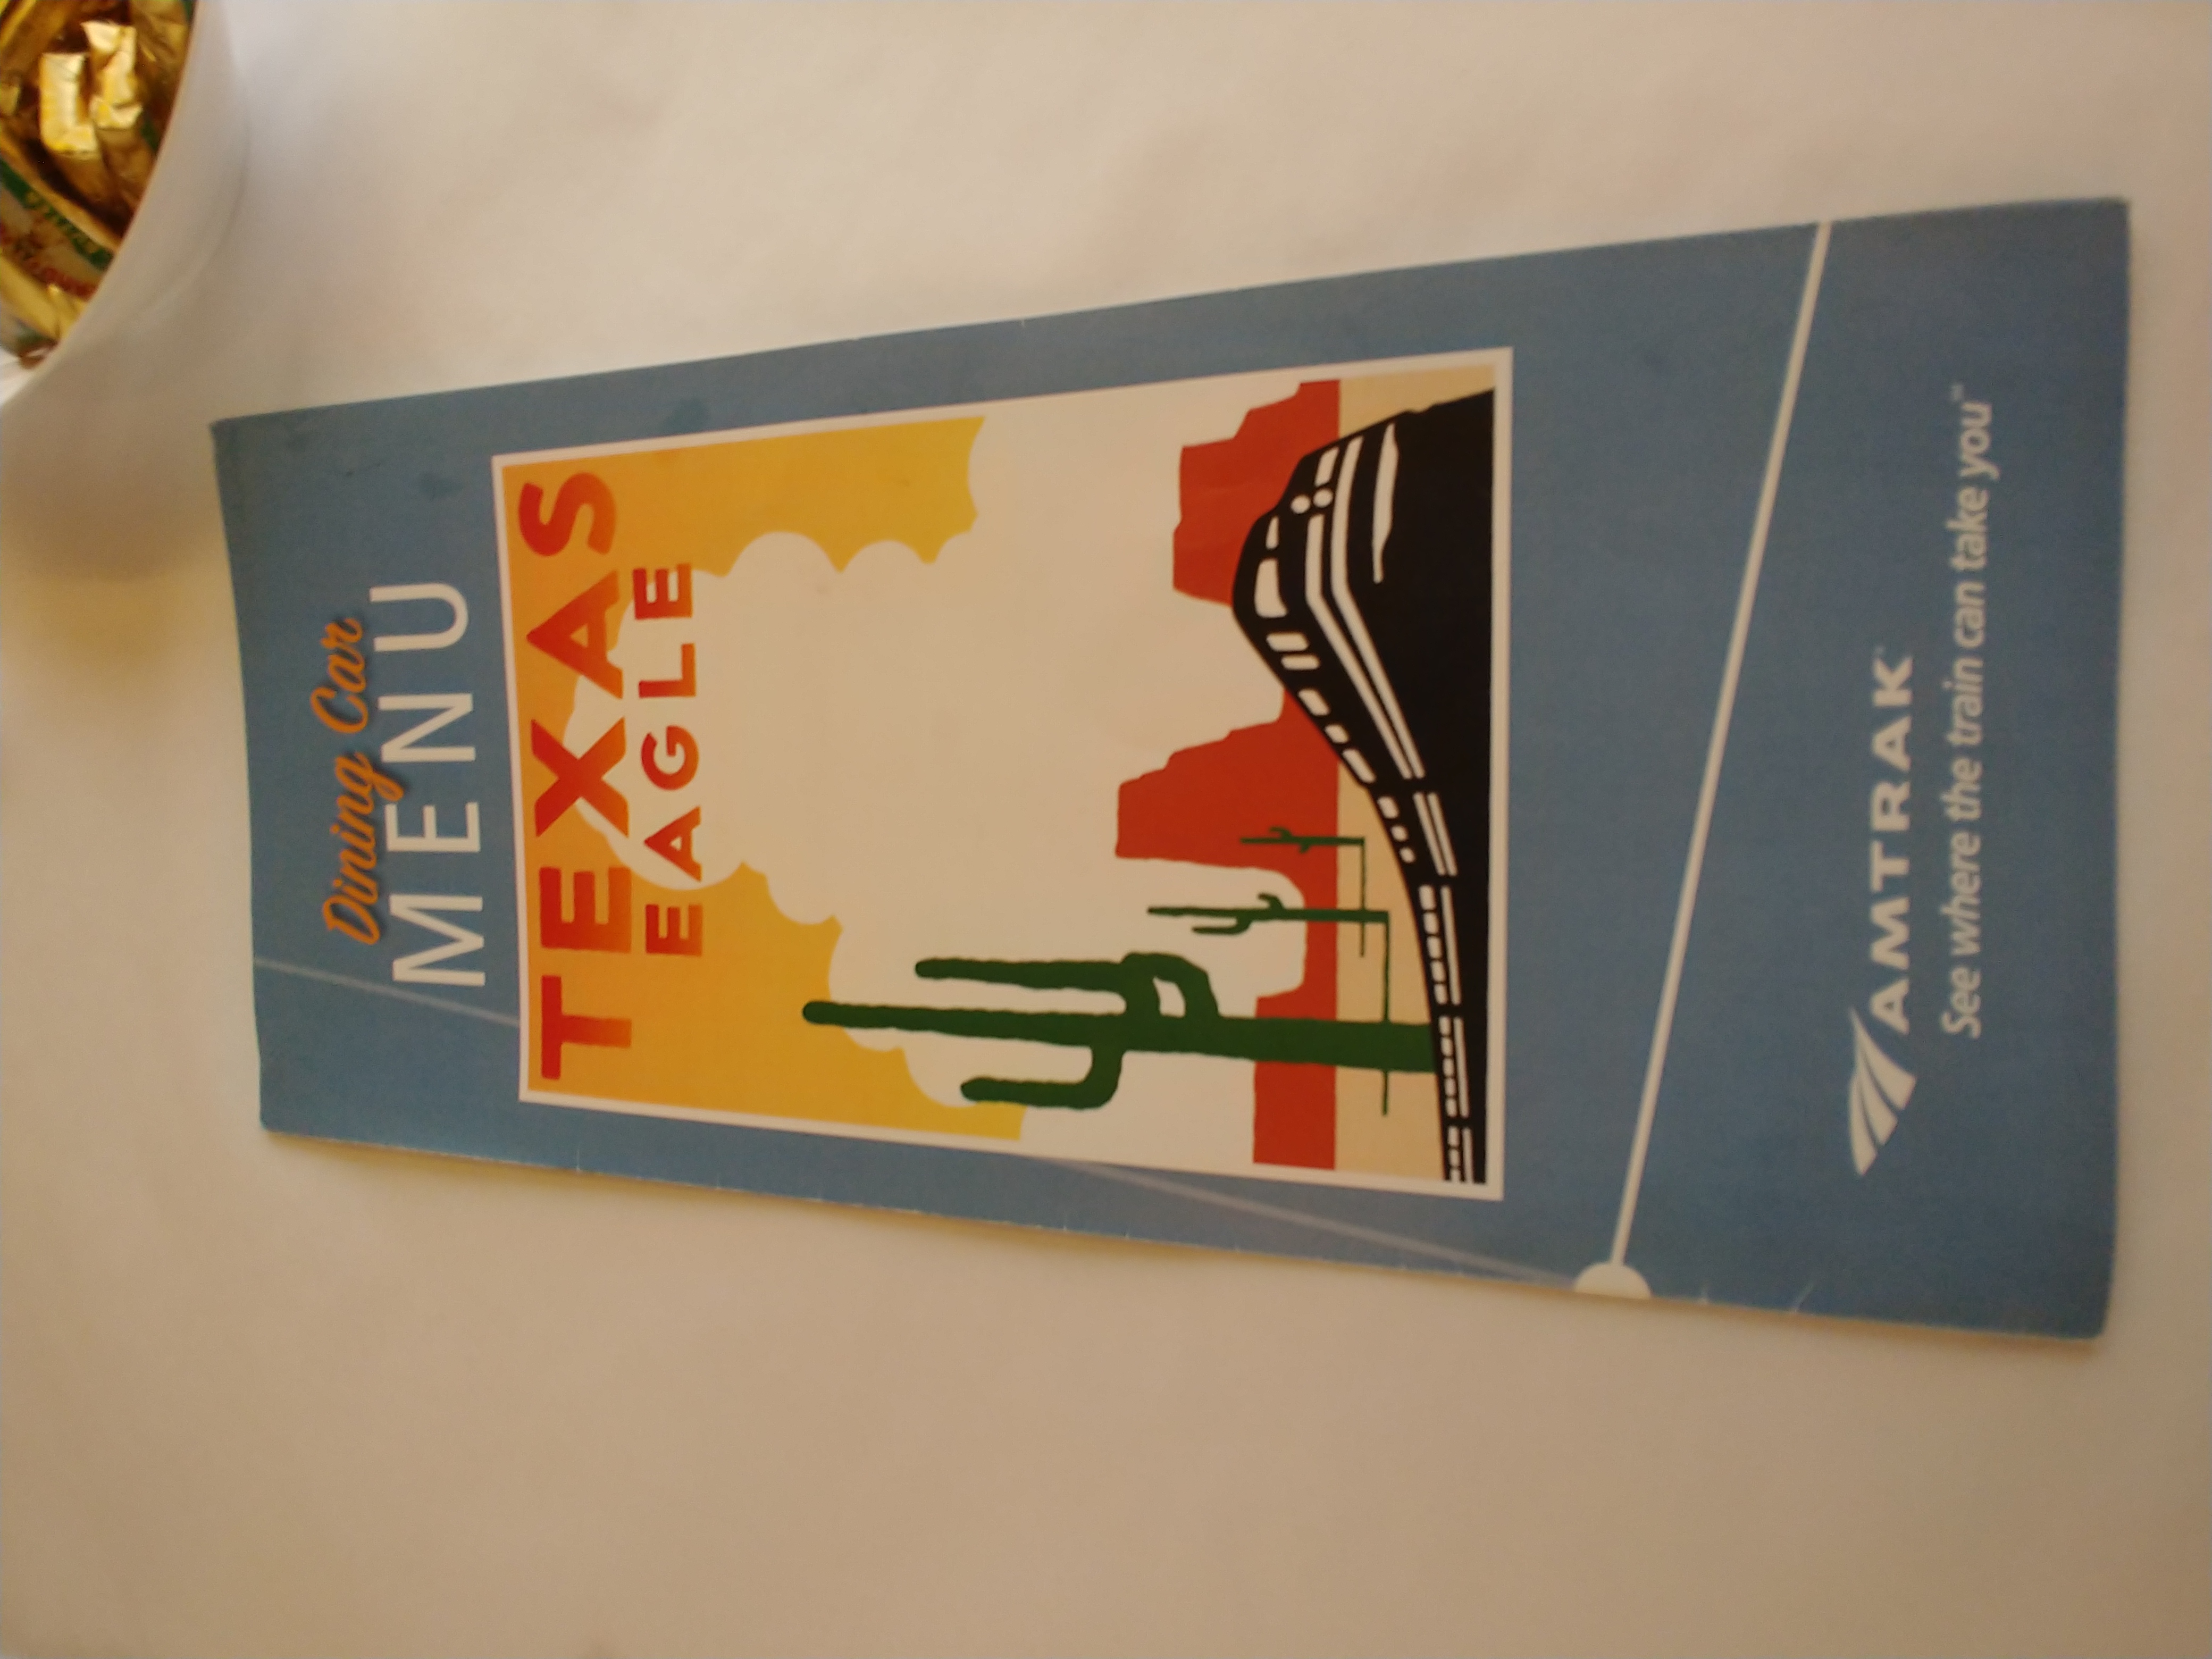 Dining Car
MENU
TEXAS
EAGLE
AMTRAK
See where the train can take you™